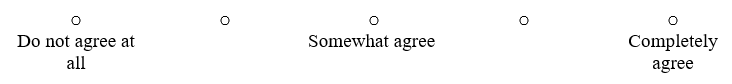 Do not agree at all
Somewhat agree
Completely agree